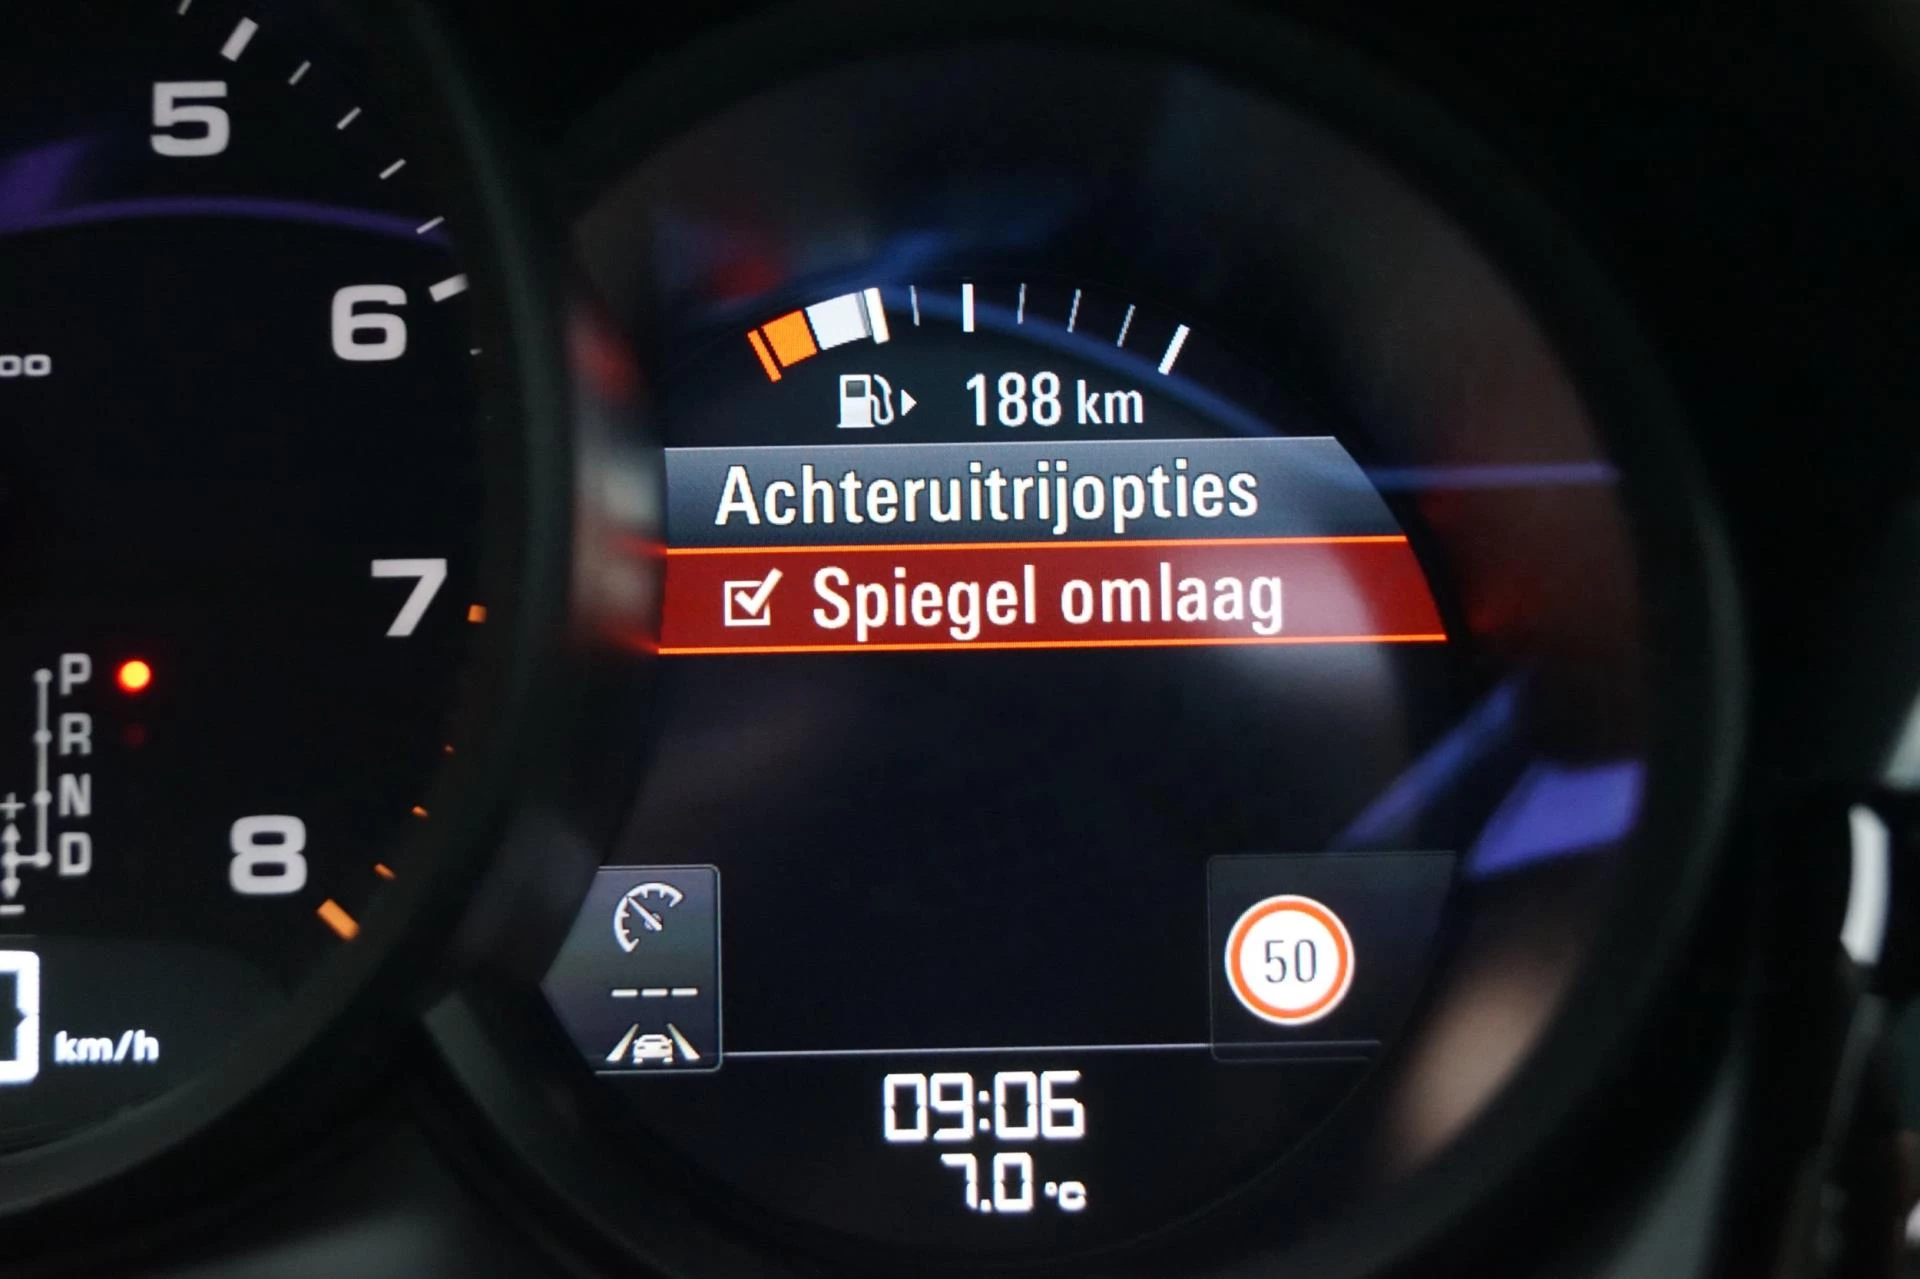 5
6
7
8
P
R
N
D
+
-
km/h
188 km
Achteruitrijopties
Spiegel omlaag
---
50
09:06
7.0 °C